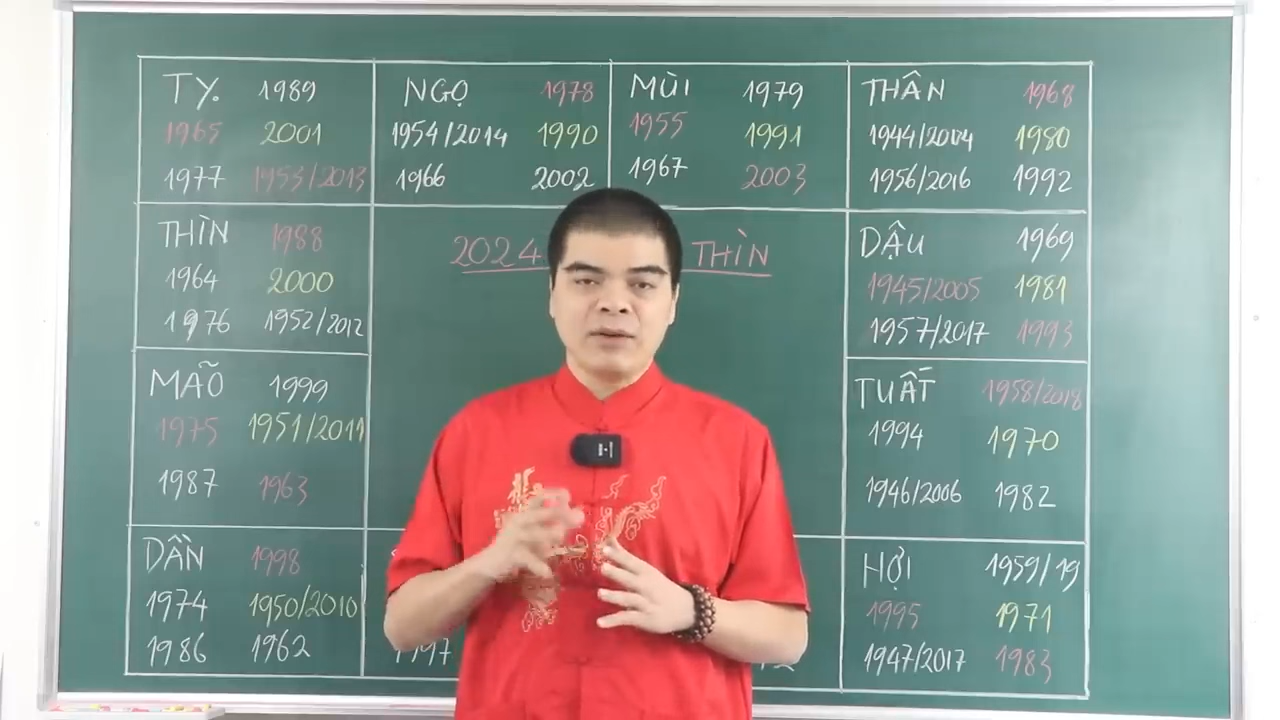 TỴ. 1989
1965 2001
1977 1953/2013
NGỌ 1978
1954/2014 1990
1966 2002
MÙI 1979
1955 1991
1967 2003
THÂN 1968
1944/2004 1980
1956/2016 1992
THÌN 1988
1964 2000
1976 1952/2012
2024 THÌN
DẬU 1969
1945/2005 1981
1957/2017 1993
MÃO 1999
1975 1951/2011
1987 1963
TUẤT 1958/2018
1994 1970
1946/2006 1982
DẦN 1998
1974 1950/2010
1986 1962
1997
HỢI 1959/19
1995 1971
1947/2017 1983